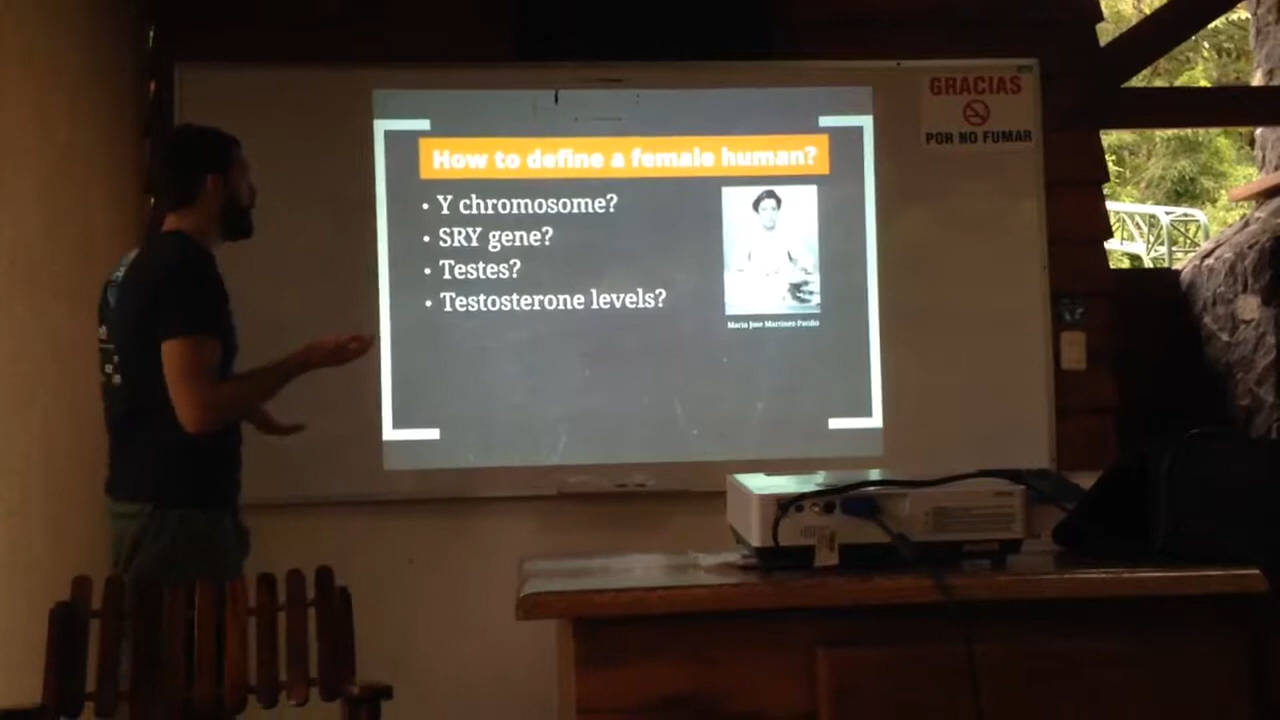 How to define a female human?
• Y chromosome?
• SRY gene?
• Testes?
• Testosterone levels?
Maria Jose Martinez-Patiño
GRACIAS
POR NO FUMAR